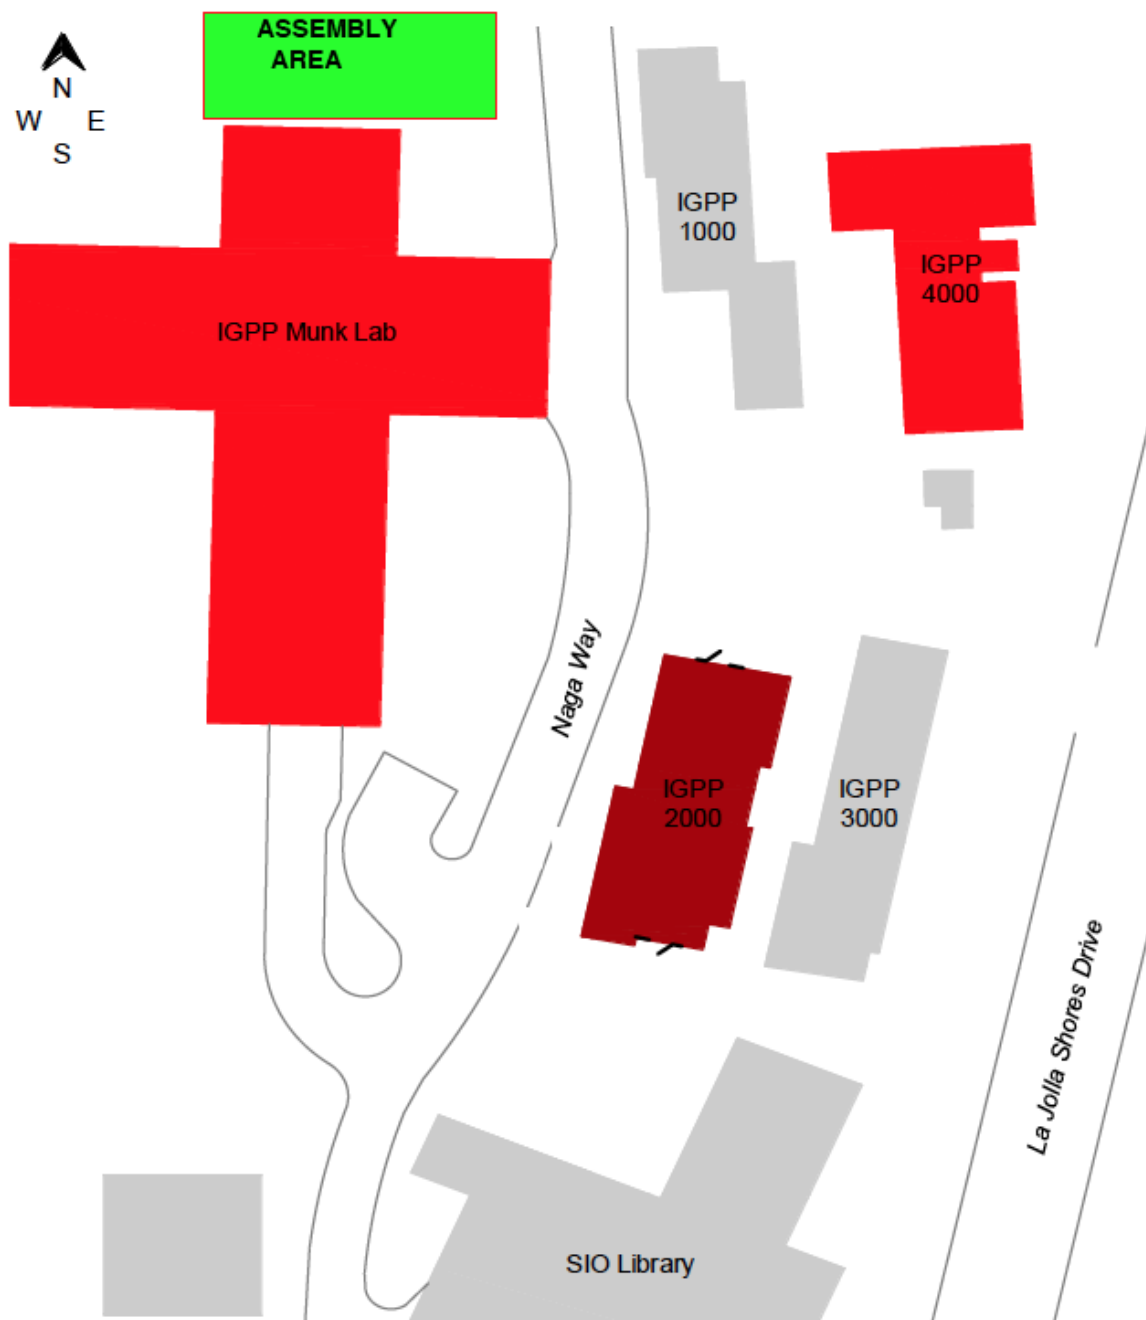 ASSEMBLY
AREA
N
W E
S
IGPP
1000
IGPP
4000
IGPP Munk Lab
Naga Way
IGPP
2000
IGPP
3000
La Jolla Shores Drive
SIO Library